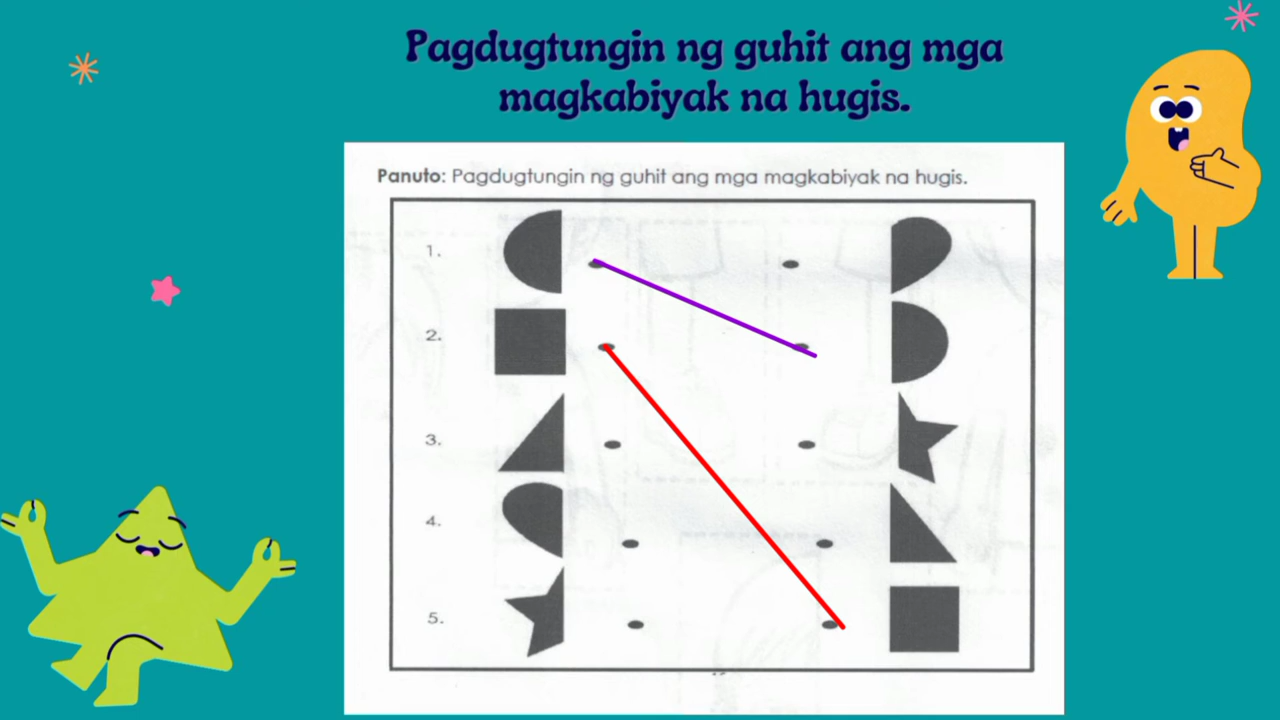 Pagdugtungin ng guhit ang mga
magkabiyak na hugis.
Panuto: Pagdugtungin ng guhit ang mga magkabiyak na hugis.
1.
2.
3.
4.
5.